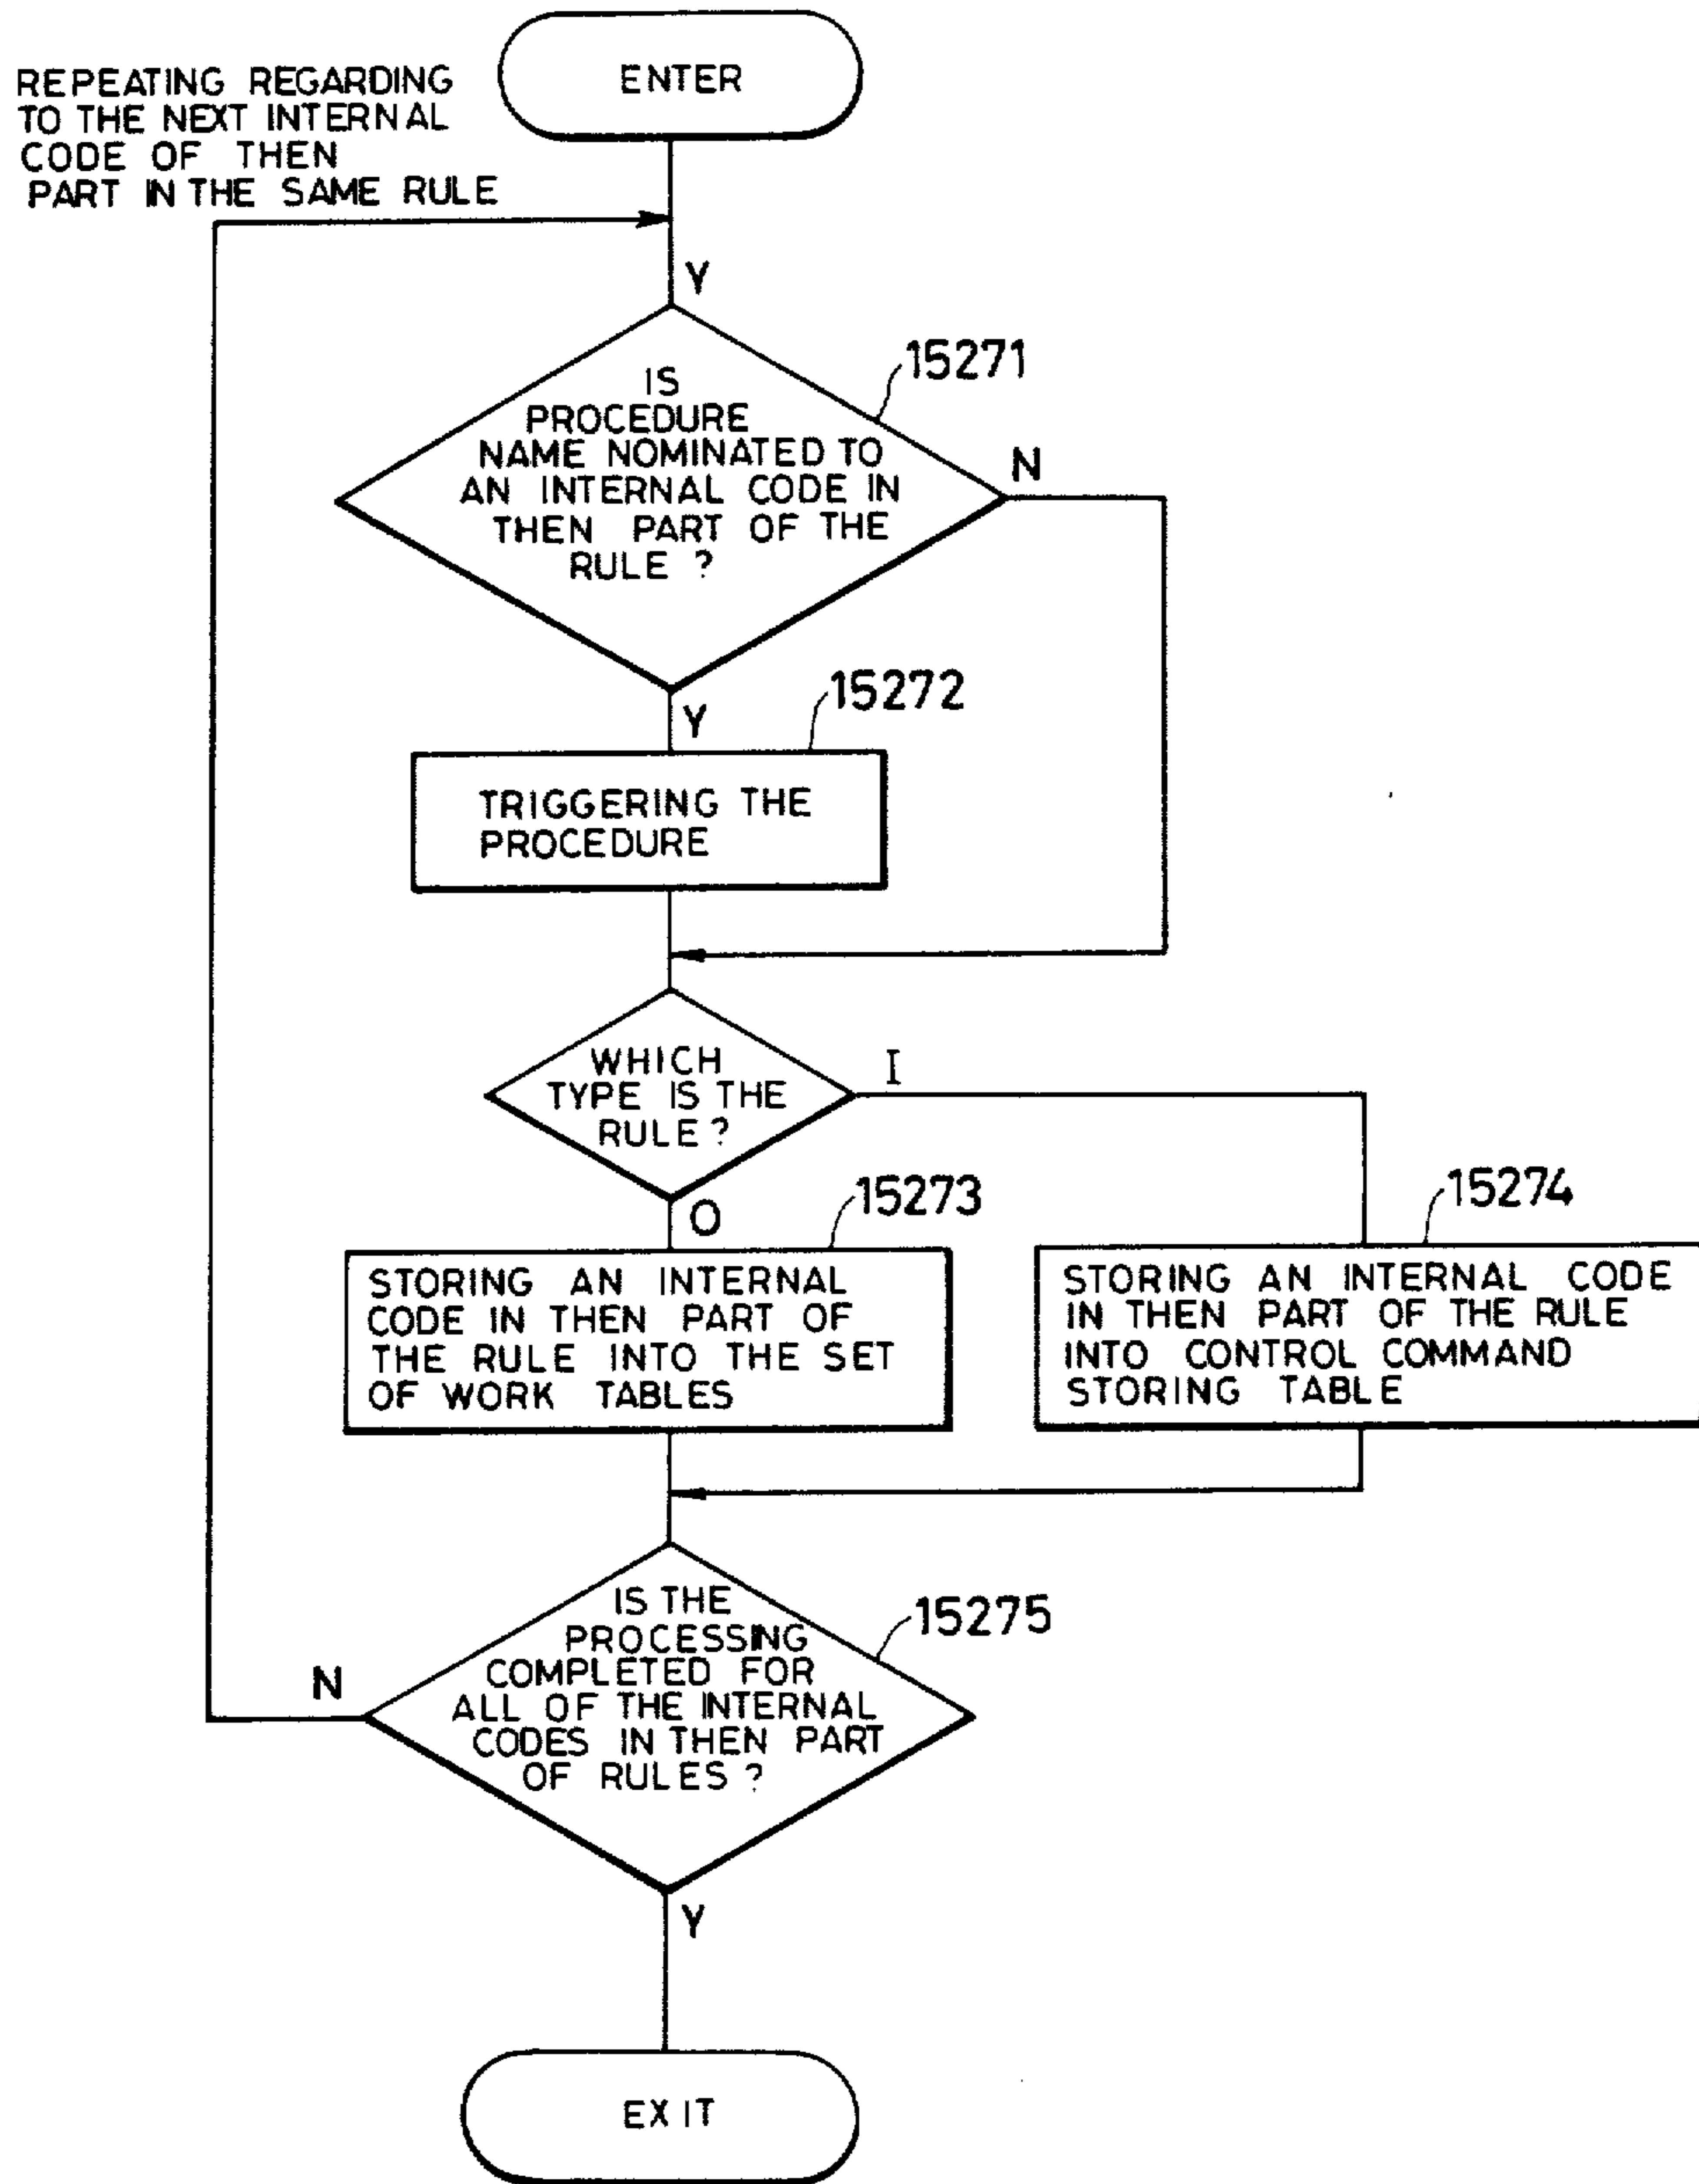 ENTER
REPEATING REGARDING
TO THE NEXT INTERNAL
CODE OF THEN
PART IN THE SAME RULE
Y
15271
IS
PROCEDURE
NAME NOMINATED TO
AN INTERNAL CODE IN
THEN PART OF THE
RULE ?
N
Y
15272
TRIGGERING THE
PROCEDURE
WHICH
TYPE IS THE
RULE ?
I
O
15273
STORING AN INTERNAL
CODE IN THEN PART OF
THE RULE INTO THE SET
OF WORK TABLES
15274
STORING AN INTERNAL CODE
IN THEN PART OF THE RULE
INTO CONTROL COMMAND
STORING TABLE
15275
IS THE
PROCESSING
COMPLETED FOR
ALL OF THE INTERNAL
CODES IN THEN PART
OF RULES ?
N
Y
EXIT